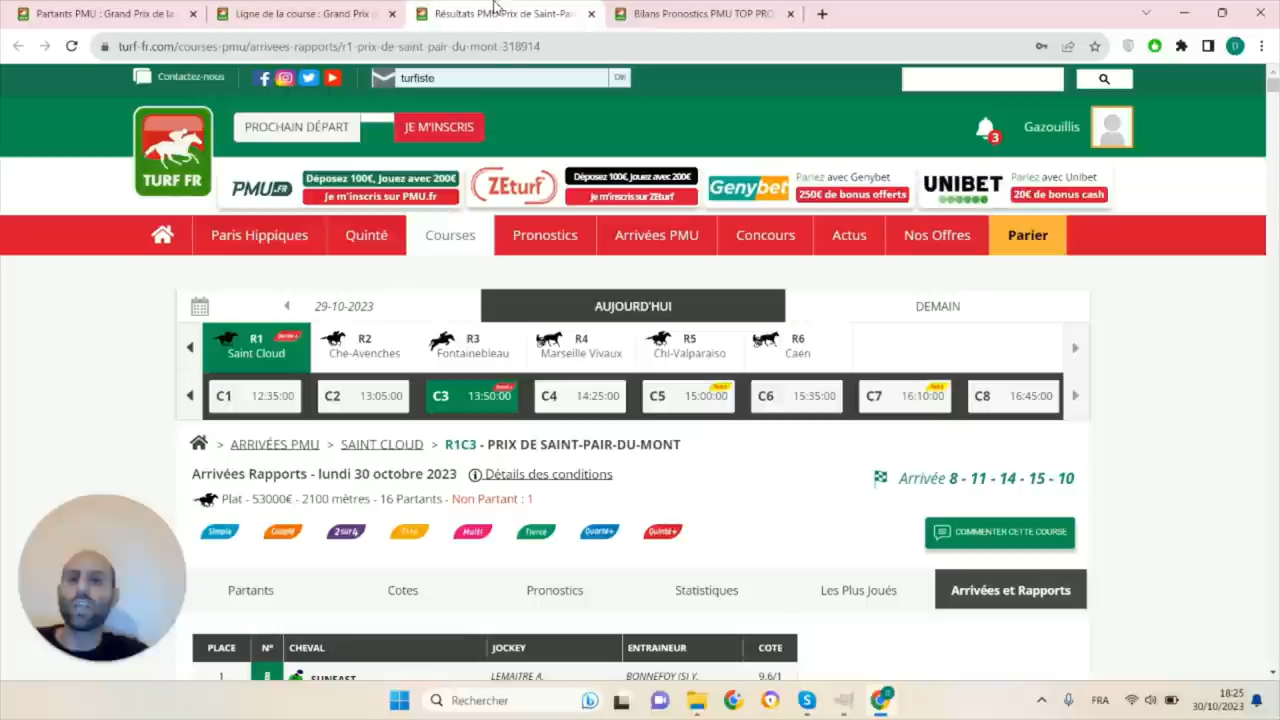 Partants PMU : Grand Prix de la
Ligne de la course : Grand Prix
Résultats PMU Prix de Saint-Pa
Bilans Pronostics PMU TOP PRO
turf-fr.com/courses-pmu/arrivees-rapports/r1-prix-de-saint-pair-du-mont-318914
Contactez-nous
turfiste
OK
TURF FR
PROCHAIN DÉPART
JE M'INSCRIS
3
Gazouillis
PMU.FR
Déposez 100€, Jouez avec 200€
Je m'inscris sur PMU.fr
ZEturf
Déposez 100€, Jouez avec 200€
Je m'inscris sur ZEturf
Genybet
Pariez avec Genybet
250€ de bonus offerts
UNIBET
Pariez avec Unibet
20€ de bonus cash
Paris Hippiques
Quinté
Courses
Pronostics
Arrivées PMU
Concours
Actus
Nos Offres
Parier
29-10-2023
AUJOURD'HUI
DEMAIN
R1
Saint Cloud
R2
Che-Avenches
R3
Fontainebleau
R4
Marseille Vivaux
R5
Chi-Valparaiso
R6
Caen
C1 12:35:00
C2 13:05:00
C3 13:50:00
C4 14:25:00
C5 15:00:00
C6 15:35:00
C7 16:10:00
C8 16:45:00
> ARRIVÉES PMU > SAINT CLOUD > R1C3 - PRIX DE SAINT-PAIR-DU-MONT
Arrivées Rapports - lundi 30 octobre 2023 Détails des conditions
Arrivée 8 - 11 - 14 - 15 - 10
Plat - 53000€ - 2100 mètres - 16 Partants - Non Partant : 1
Simple
Couplé
2sur4
Trio
Multi
Tiercé
Quarté+
Quinté+
COMMENTER CETTE COURSE
Partants
Cotes
Pronostics
Statistiques
Les Plus Joués
Arrivées et Rapports
PLACE N° CHEVAL JOCKEY ENTRAINEUR COTE
1 8 SUNFAST LEMAITRE A. BONNEFOY (S) Y. 9.6/1
Rechercher
FRA
18:25
30/10/2023